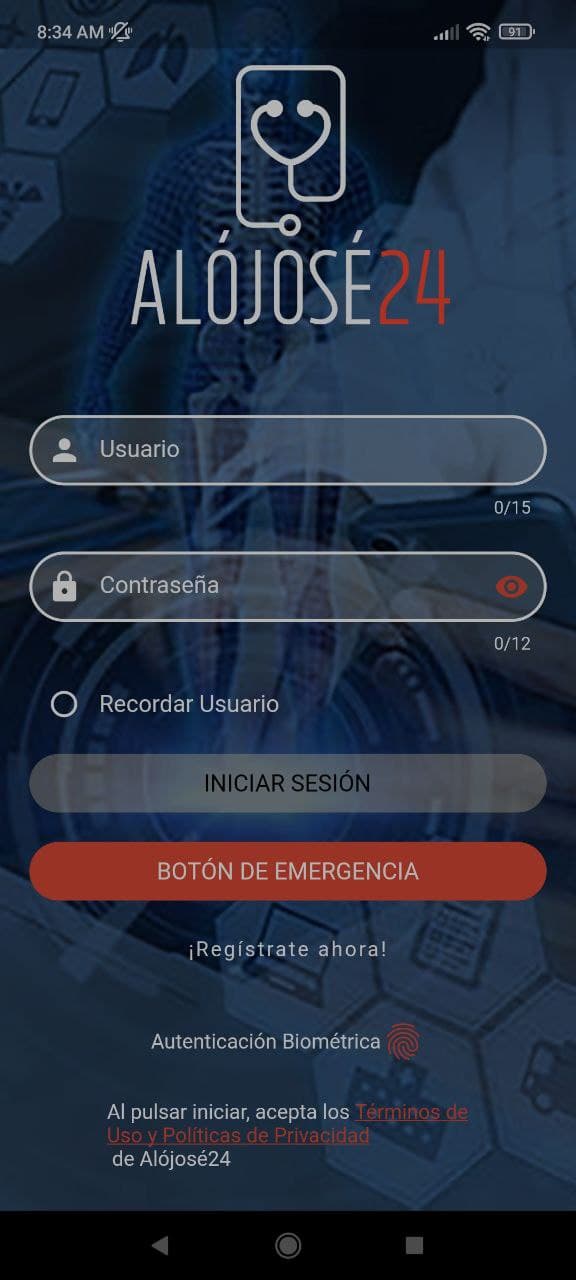 8:34 AM
91
ALÓJOSÉ24
Usuario
0/15
Contraseña
0/12
Recordar Usuario
INICIAR SESIÓN
BOTÓN DE EMERGENCIA
¡Regístrate ahora!
Autenticación Biométrica
Al pulsar iniciar, acepta los Términos de
Uso y Políticas de Privacidad
de Alójosé24